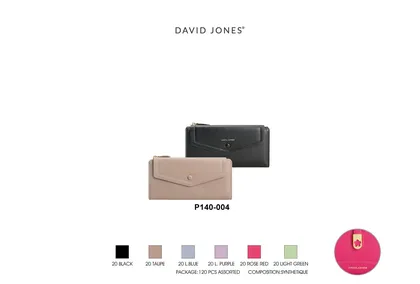 DAVID JONES®
P140-004
20 BLACK 20 TAUPE 20 L.BLUE 20 L. PURPLE 20 ROSE RED 20 LIGHT GREEN
PACKAGE:120 PCS ASSORTED COMPOSITION:SYNTHETIQUE